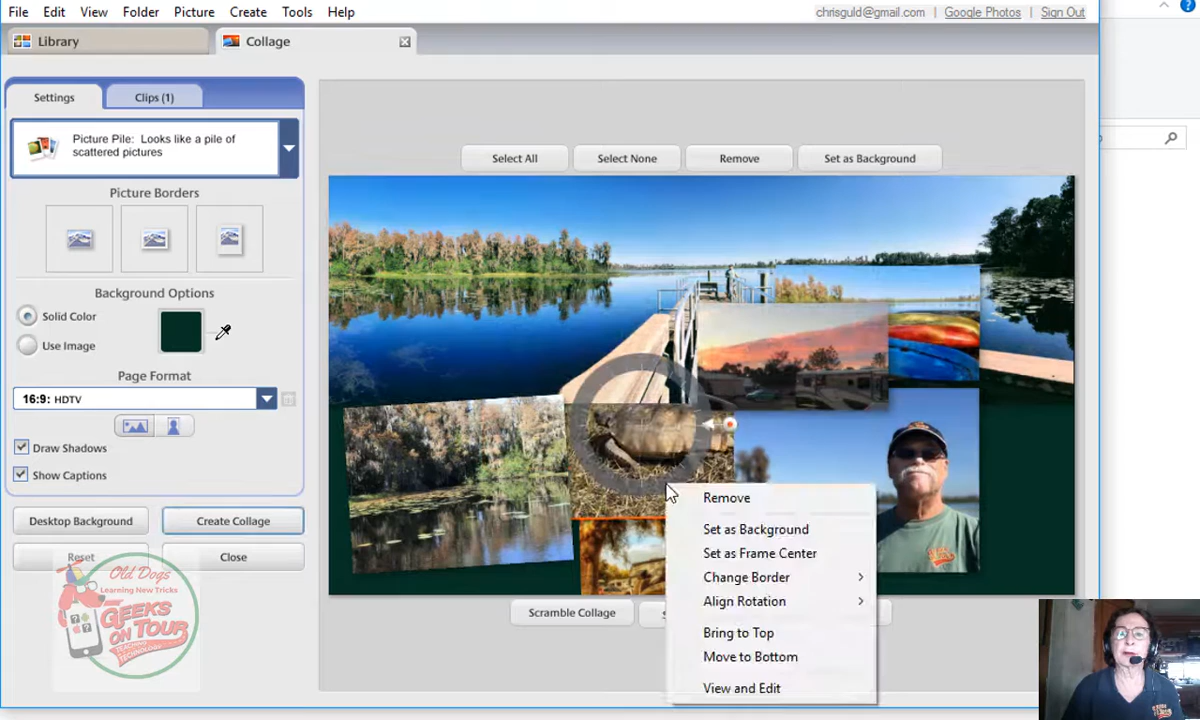 File Edit View Folder Picture Create Tools Help
chrisguld@gmail.com | Google Photos | Sign Out
Library
Collage
Settings
Clips (1)
Picture Pile: Looks like a pile of
scattered pictures
Picture Borders
Background Options
Solid Color
Use Image
Page Format
16:9: HDTV
Draw Shadows
Show Captions
Desktop Background
Create Collage
Reset
Close
Select All
Select None
Remove
Set as Background
Remove
Set as Background
Set as Frame Center
Change Border
Align Rotation
Bring to Top
Move to Bottom
View and Edit
Scramble Collage
Old Dogs
Learning New Tricks
GEEKS
ON TOUR
TEACHING
TECHNOLOGY